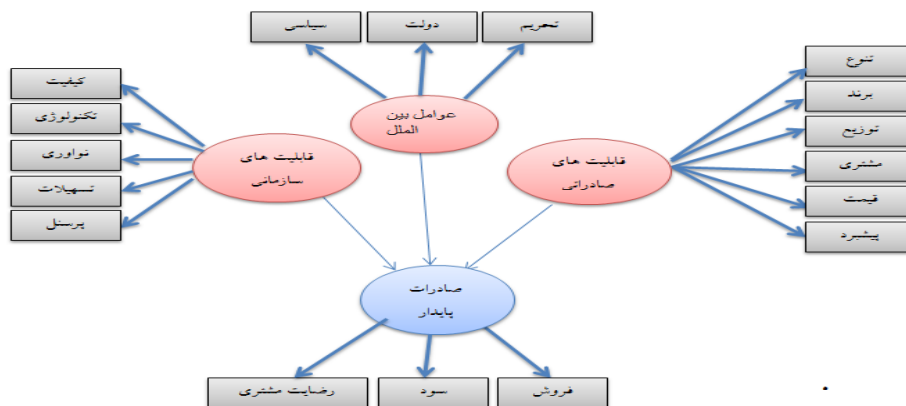 تحریم
دولت
سیاسی
تنوع
برند
توزیع
مشتری
قیمت
پیشبرد
عوامل بین
الملل
قابلیت های
صادراتی
قابلیت های
سازمانی
کیفیت
تکنولوژی
نواوری
تسهیلات
پرسنل
صادرات
پایدار
فروش
سود
رضایت مشتری